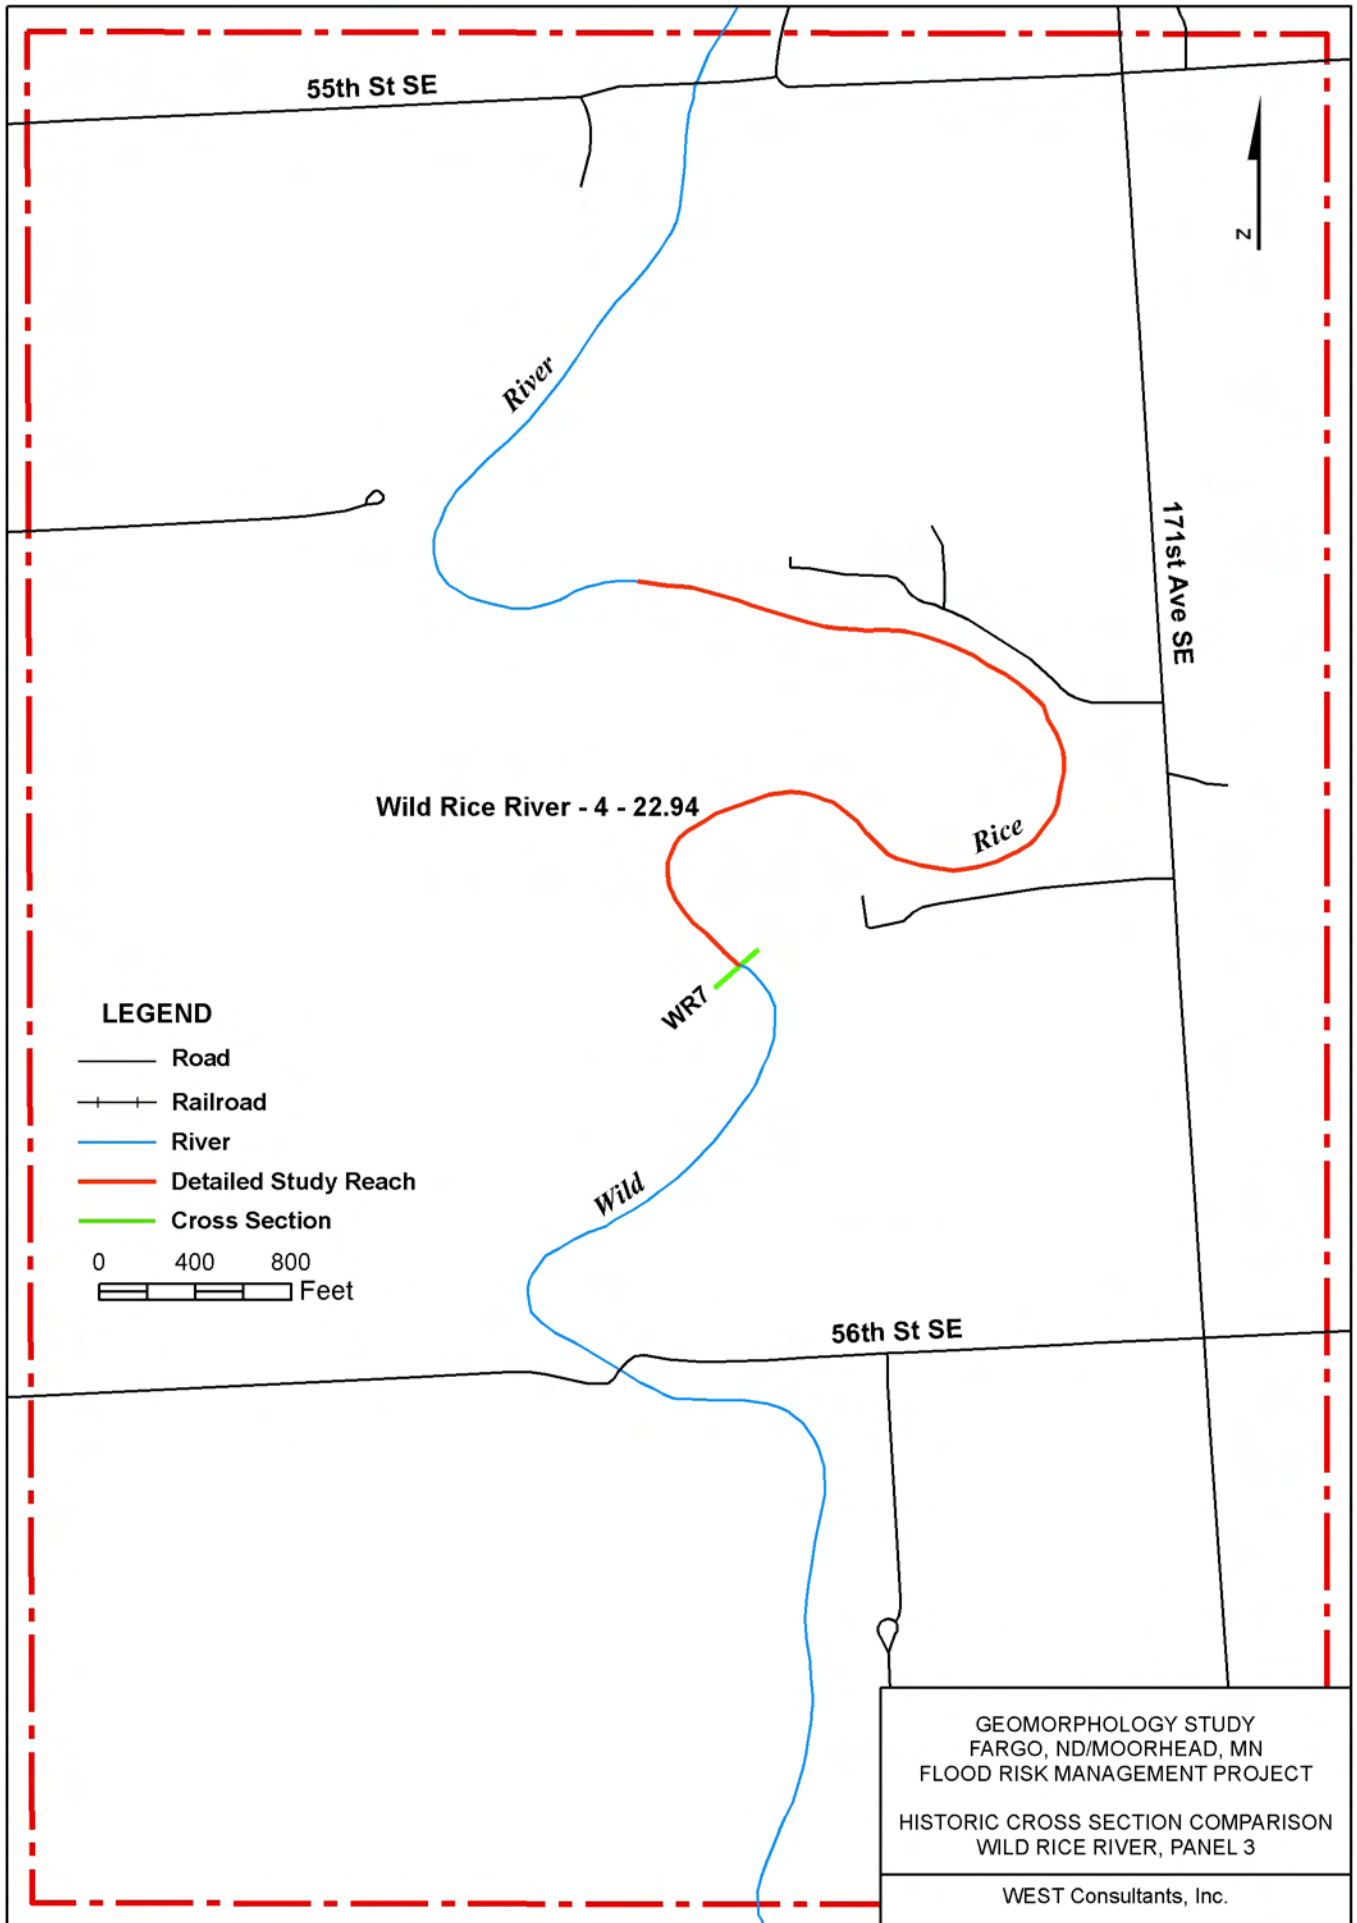 55th St SE
N
River
171st Ave SE
Wild Rice River - 4 - 22.94
Rice
WR7
LEGEND
Road
Railroad
River
Detailed Study Reach
Cross Section
0 400 800
Feet
Wild
56th St SE
GEOMORPHOLOGY STUDY
FARGO, ND/MOORHEAD, MN
FLOOD RISK MANAGEMENT PROJECT
HISTORIC CROSS SECTION COMPARISON
WILD RICE RIVER, PANEL 3
WEST Consultants, Inc.